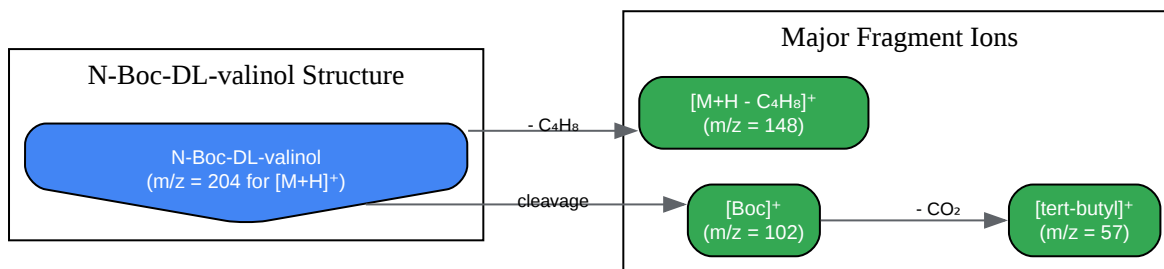 N-Boc-DL-valinol Structure
N-Boc-DL-valinol
(m/z = 204 for [M+H]⁺)
- C₄H₈
cleavage
Major Fragment Ions
[M+H - C₄H₈]⁺
(m/z = 148)
[Boc]⁺
(m/z = 102)
- CO₂
[tert-butyl]⁺
(m/z = 57)